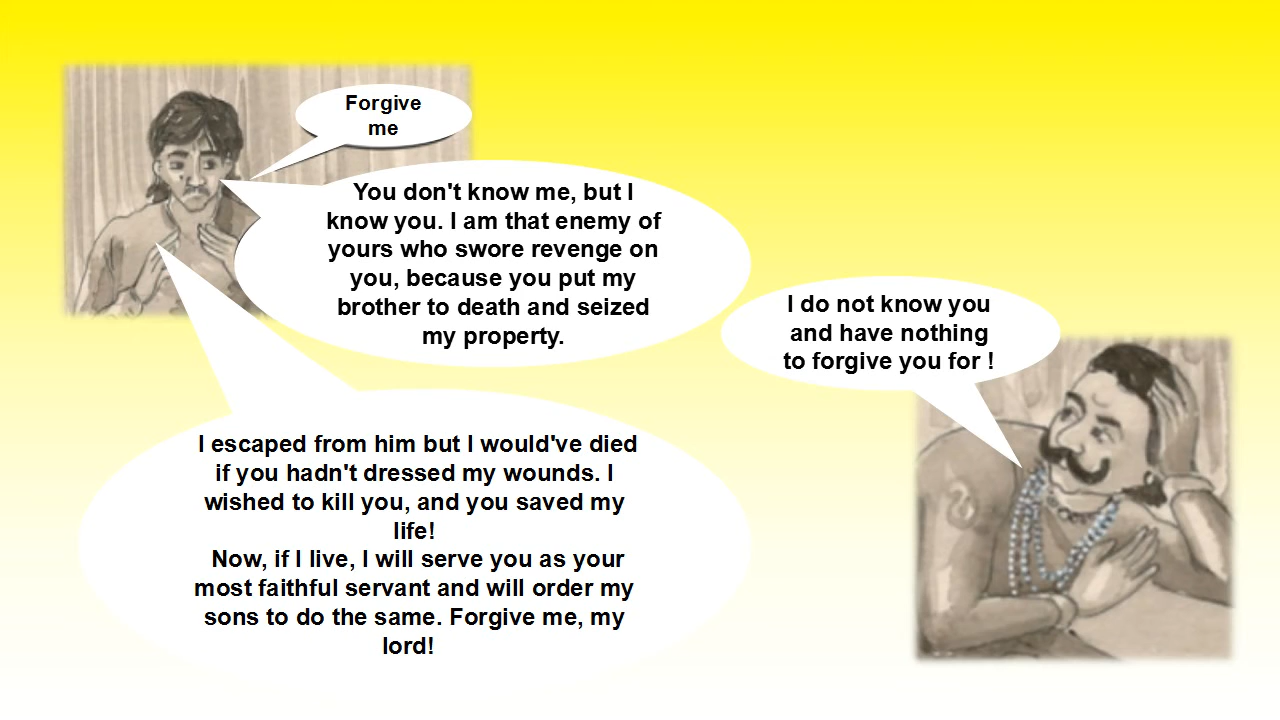 Forgive
me
You don't know me, but I
know you. I am that enemy of
yours who swore revenge on
you, because you put my
brother to death and seized
my property.
I do not know you
and have nothing
to forgive you for !
I escaped from him but I would've died
if you hadn't dressed my wounds. I
wished to kill you, and you saved my
life!
Now, if I live, I will serve you as your
most faithful servant and will order my
sons to do the same. Forgive me, my
lord!